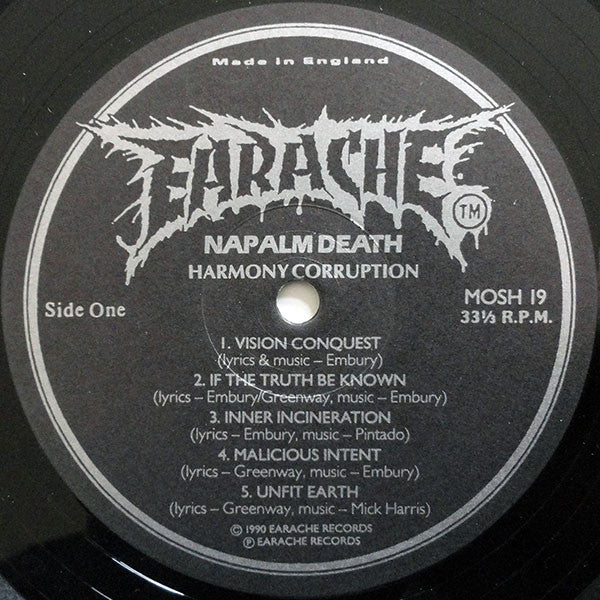 Made in England
EARACHE
TM
NAPALM DEATH
HARMONY CORRUPTION
Side One
MOSH 19
33⅓ R.P.M.
1. VISION CONQUEST
(lyrics & music – Embury)
2. IF THE TRUTH BE KNOWN
(lyrics – Embury/Greenway, music – Embury)
3. INNER INCINERATION
(lyrics – Embury, music – Pintado)
4. MALICIOUS INTENT
(lyrics – Greenway, music – Embury)
5. UNFIT EARTH
(lyrics – Greenway, music – Mick Harris)
© 1990 EARACHE RECORDS
℗ EARACHE RECORDS